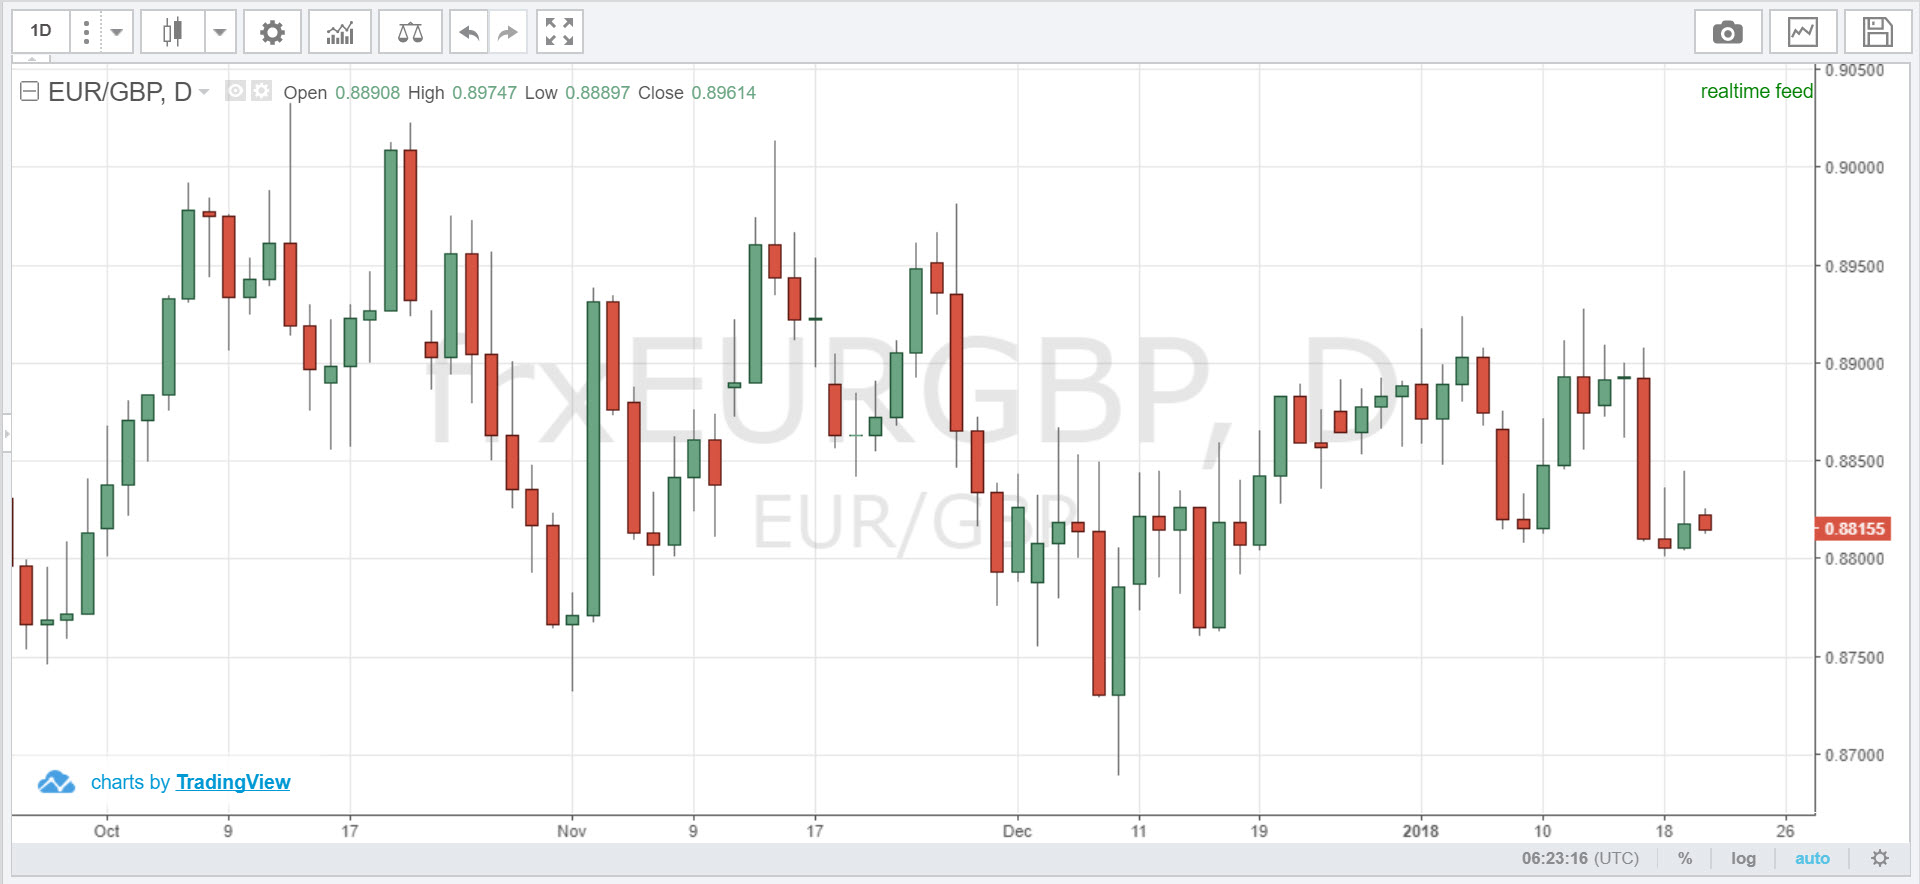 1D
EUR/GBP, D Open 0.88908 High 0.89747 Low 0.88897 Close 0.89614
realtime feed
0.90500
0.90000
0.89500
0.89000
0.88500
0.88155
0.88000
0.87500
0.87000
frxEURGBP, D
EUR/GBP
charts by TradingView
Oct 9 17 Nov 9 17 Dec 11 19 2018 10 18 26
06:23:16 (UTC) % log auto